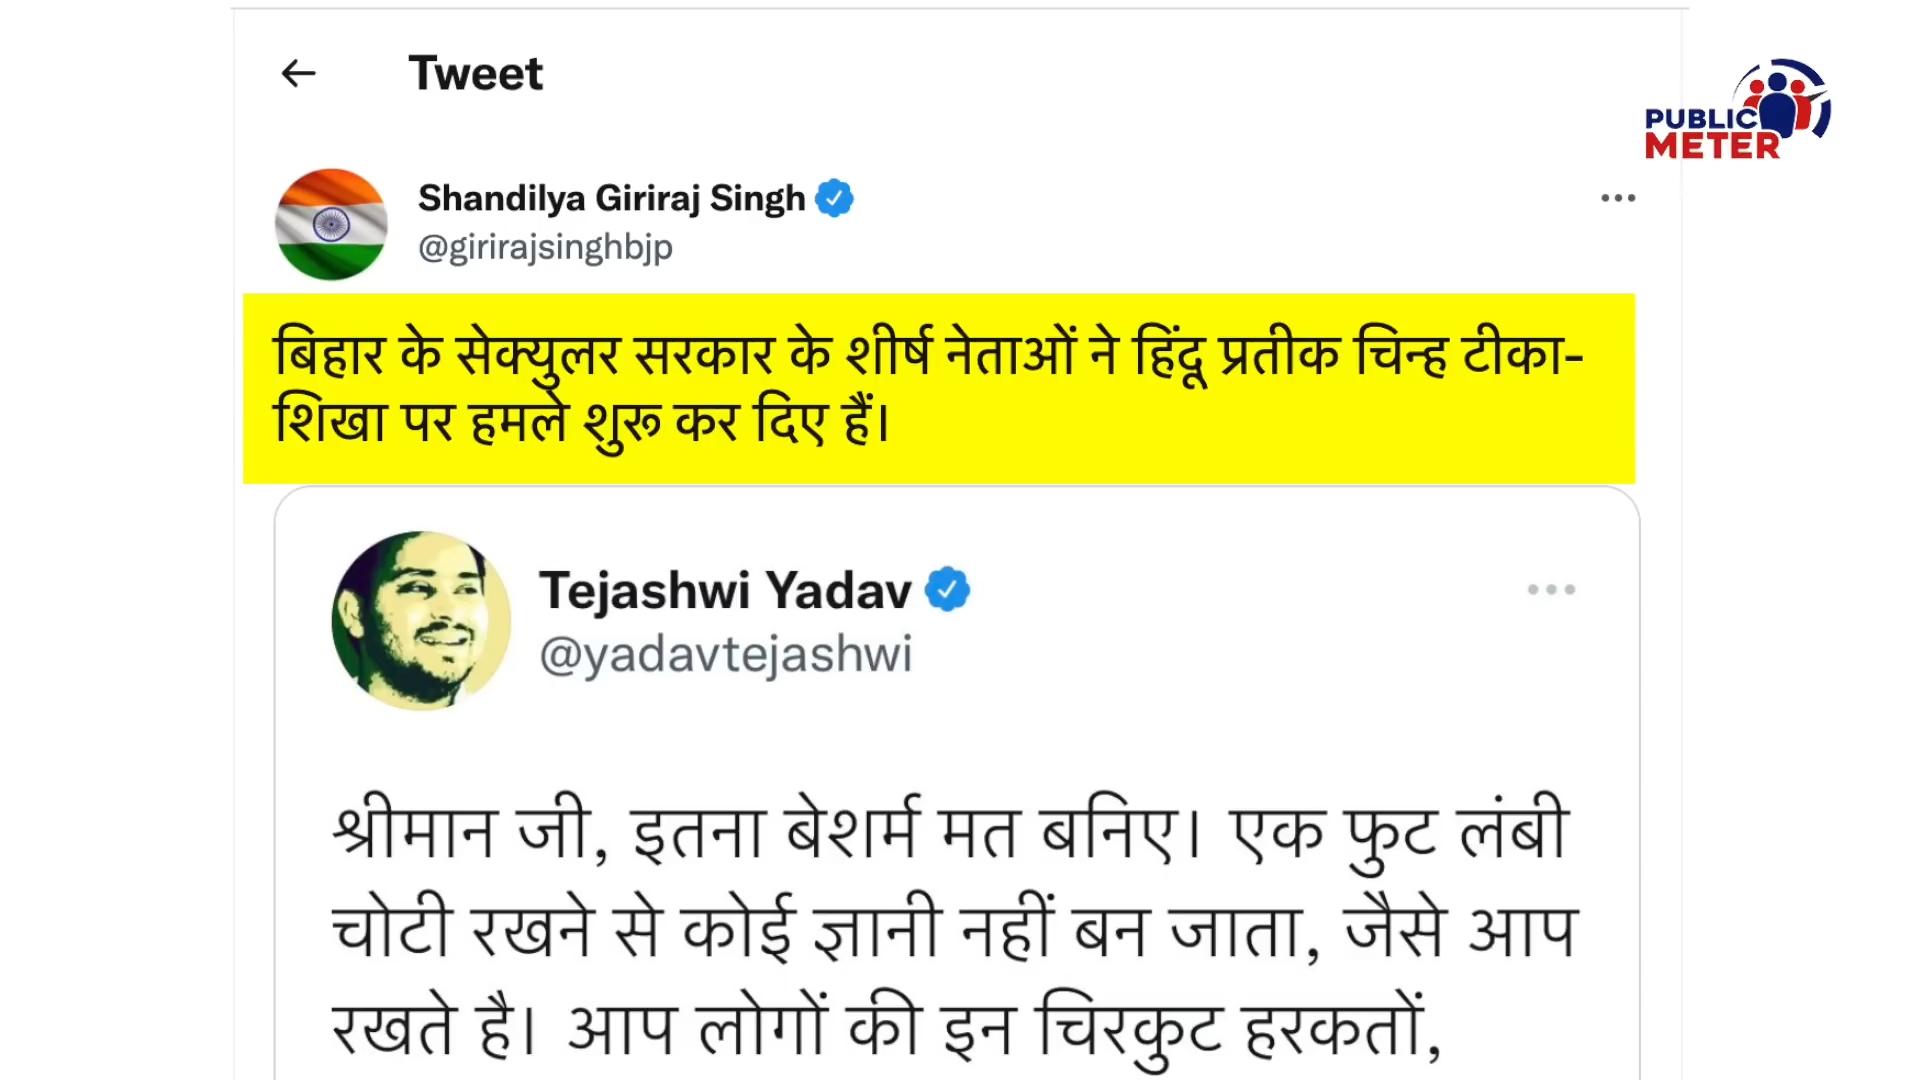 Tweet
PUBLIC
METER
Shandilya Giriraj Singh
@girirajsinghbjp
बिहार के सेक्युलर सरकार के शीर्ष नेताओं ने हिंदू प्रतीक चिन्ह टीका-
शिखा पर हमले शुरू कर दिए हैं।
Tejashwi Yadav
@yadavtejashwi
श्रीमान जी, इतना बेशर्म मत बनिए। एक फुट लंबी
चोटी रखने से कोई ज्ञानी नहीं बन जाता, जैसे आप
रखते है। आप लोगों की इन चिरकुट हरकतों,